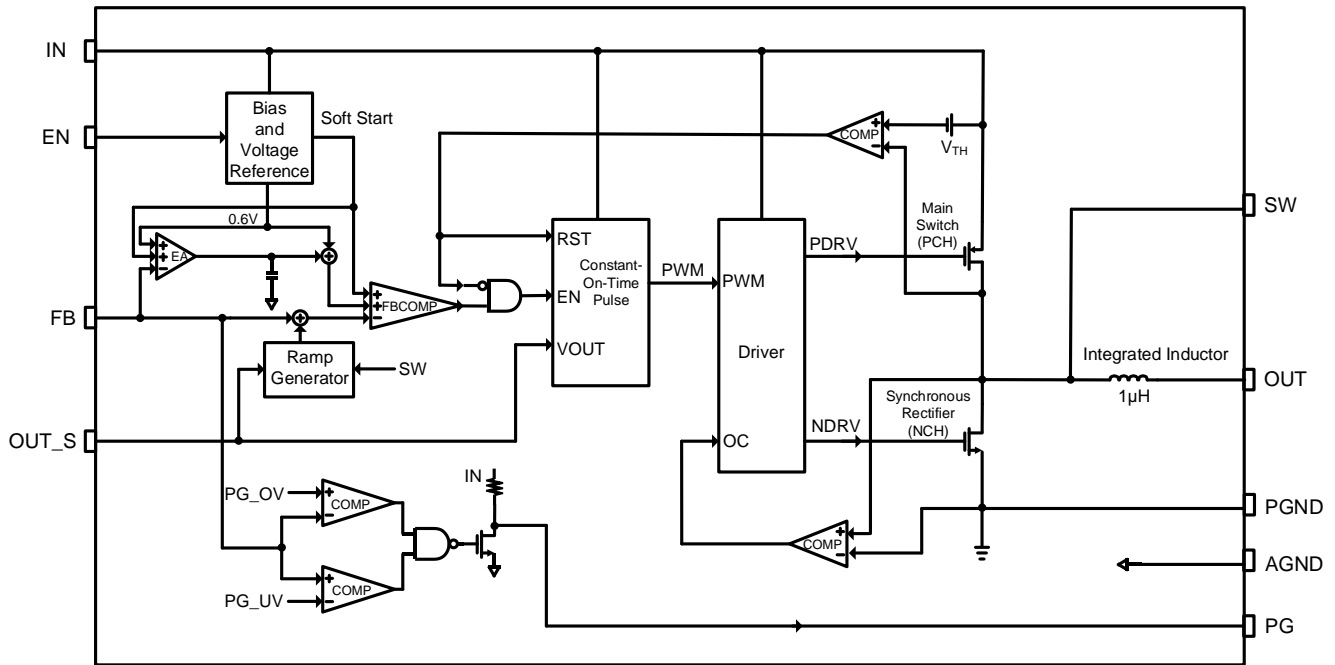 IN
EN
Bias
and
Voltage
Reference
Soft Start
0.6V
+
+
EA
−
+
FB
+
+
+
FBCOMP
−
Ramp
Generator
SW
OUT_S
RST
Constant-
On-Time
Pulse
EN
VOUT
PWM
PWM
Driver
OC
PDRV
NDRV
COMP
+
−
VTH
Main
Switch
(PCH)
SW
Integrated Inductor
1µH
OUT
Synchronous
Rectifier
(NCH)
COMP
+
−
PGND
AGND
PG
IN
PG_OV
+
COMP
−
+
COMP
−
PG_UV